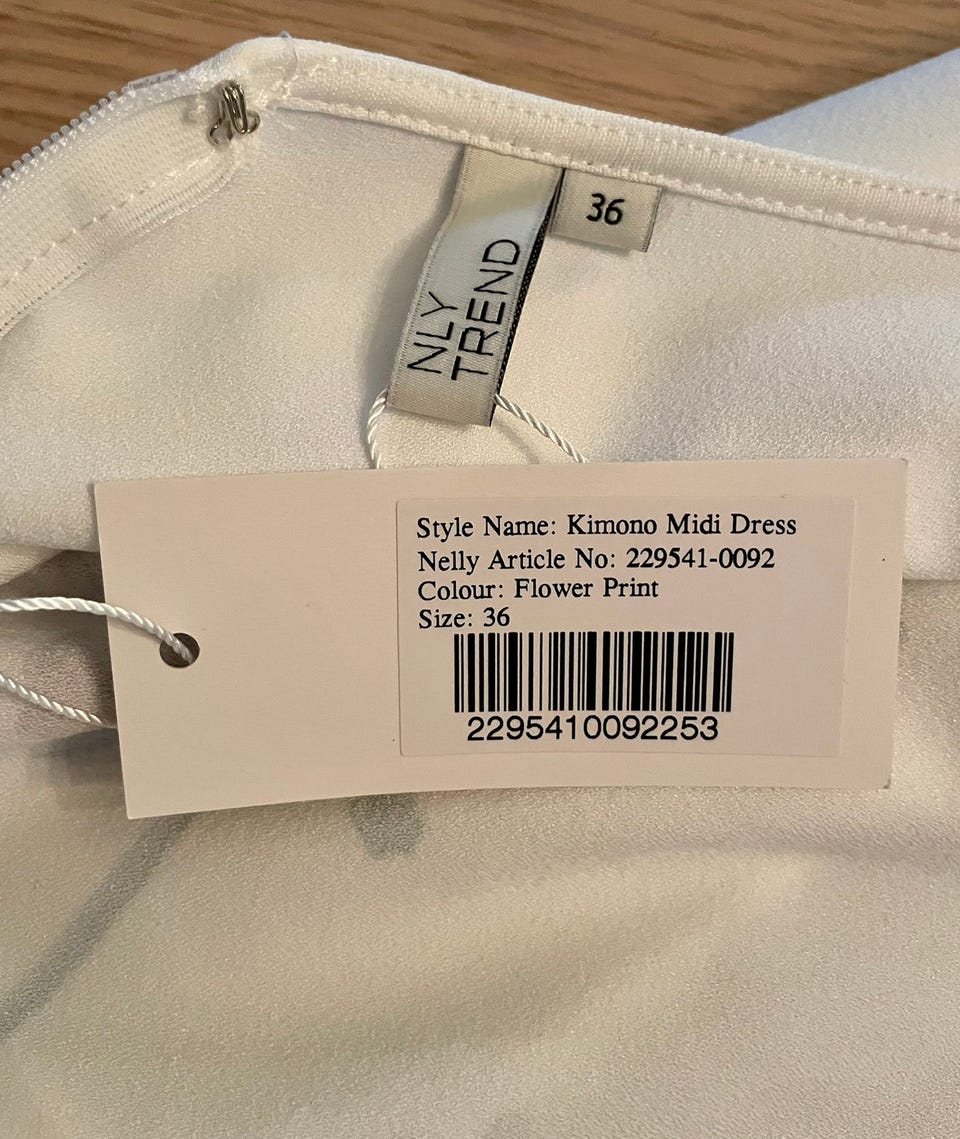 36
NLY
TREND
Style Name: Kimono Midi Dress
Nelly Article No: 229541-0092
Colour: Flower Print
Size: 36
2295410092253